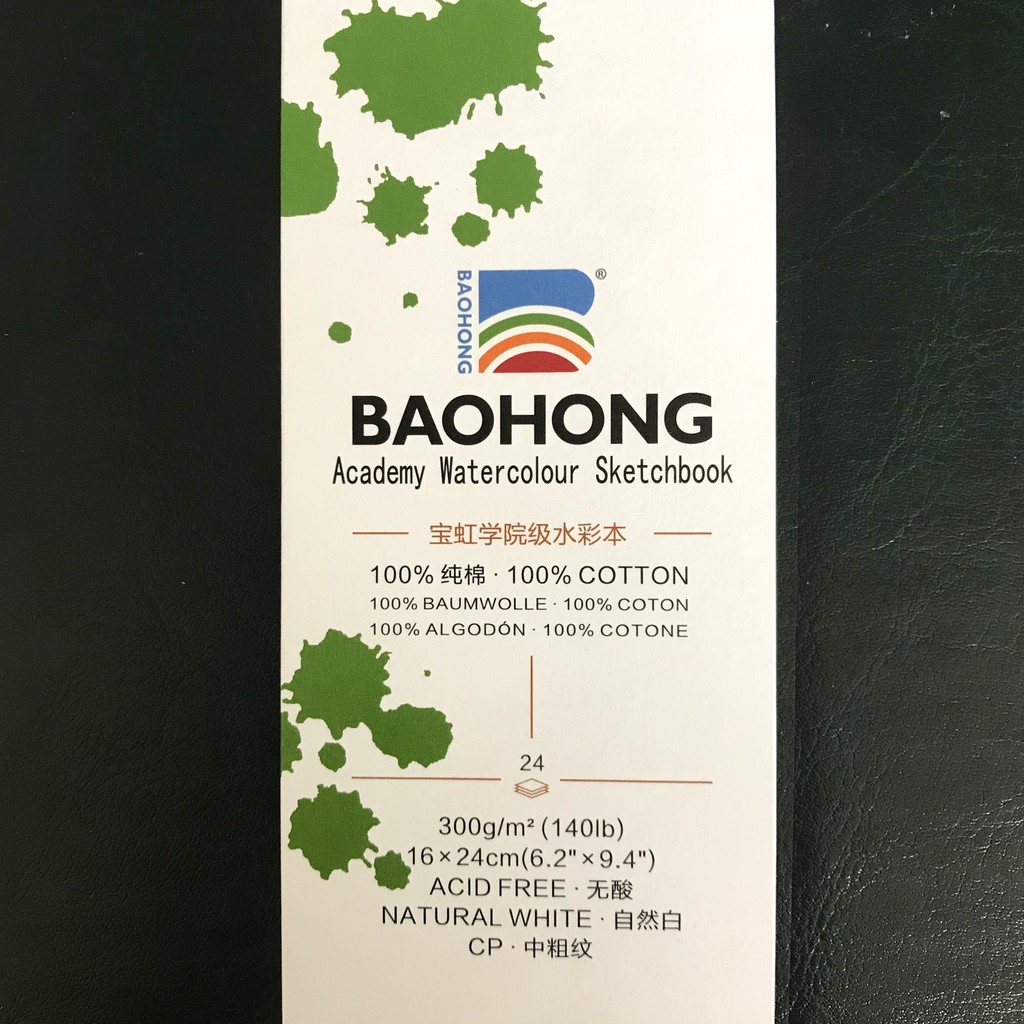 BAOHONG
®
BAOHONG
Academy Watercolour Sketchbook
宝虹学院级水彩本
100% 纯棉 · 100% COTTON
100% BAUMWOLLE · 100% COTON
100% ALGODÓN · 100% COTONE
24
300g/m² (140lb)
16×24cm(6.2"×9.4")
ACID FREE · 无酸
NATURAL WHITE · 自然白
CP · 中粗纹